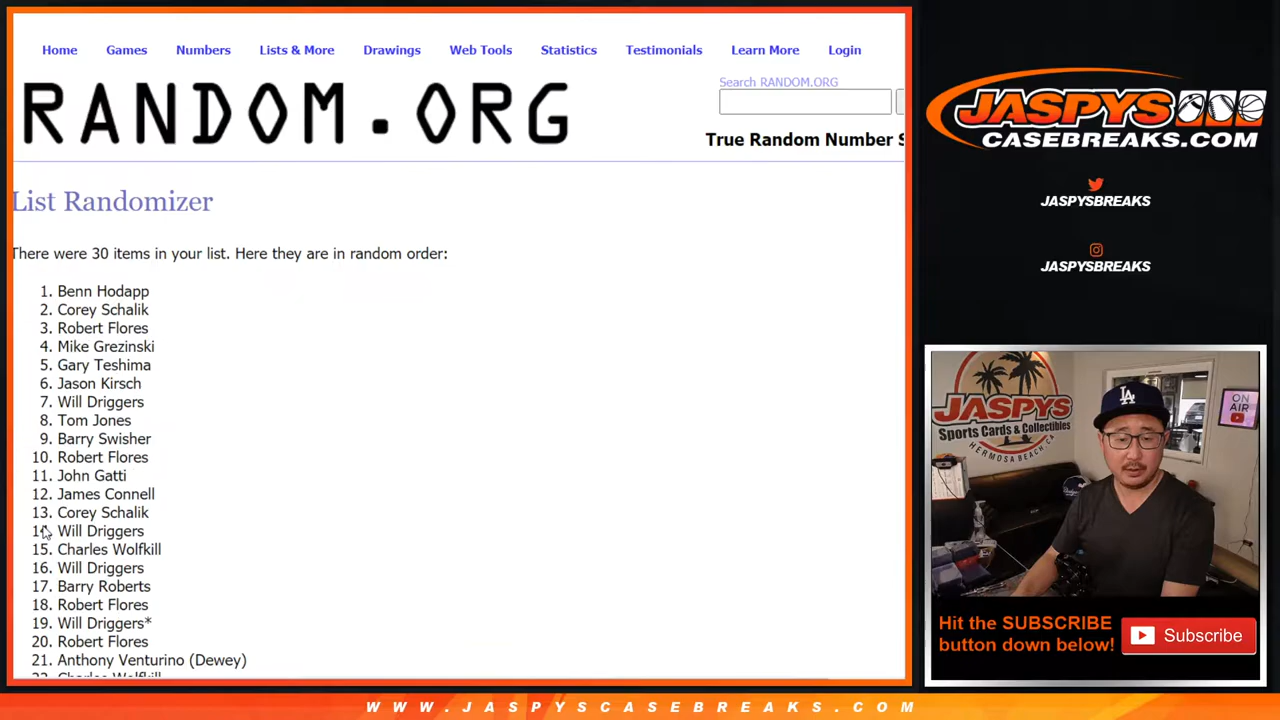 Home Games Numbers Lists & More Drawings Web Tools Statistics Testimonials Learn More Login
RANDOM.ORG
Search RANDOM.ORG
True Random Number S
List Randomizer
There were 30 items in your list. Here they are in random order:
1. Benn Hodapp
2. Corey Schalik
3. Robert Flores
4. Mike Grezinski
5. Gary Teshima
6. Jason Kirsch
7. Will Driggers
8. Tom Jones
9. Barry Swisher
10. Robert Flores
11. John Gatti
12. James Connell
13. Corey Schalik
14. Will Driggers
15. Charles Wolfkill
16. Will Driggers
17. Barry Roberts
18. Robert Flores
19. Will Driggers*
20. Robert Flores
21. Anthony Venturino (Dewey)
22. Charles Wolfkill
JASPYS
CASEBREAKS.COM
JASPYSBREAKS
JASPYSBREAKS
JASPYS
Sports Cards & Collectibles
HERMOSA BEACH, CA
LA
ON
AIR
Hit the SUBSCRIBE
button down below!
Subscribe
WWW.JASPYSCASEBREAKS.COM